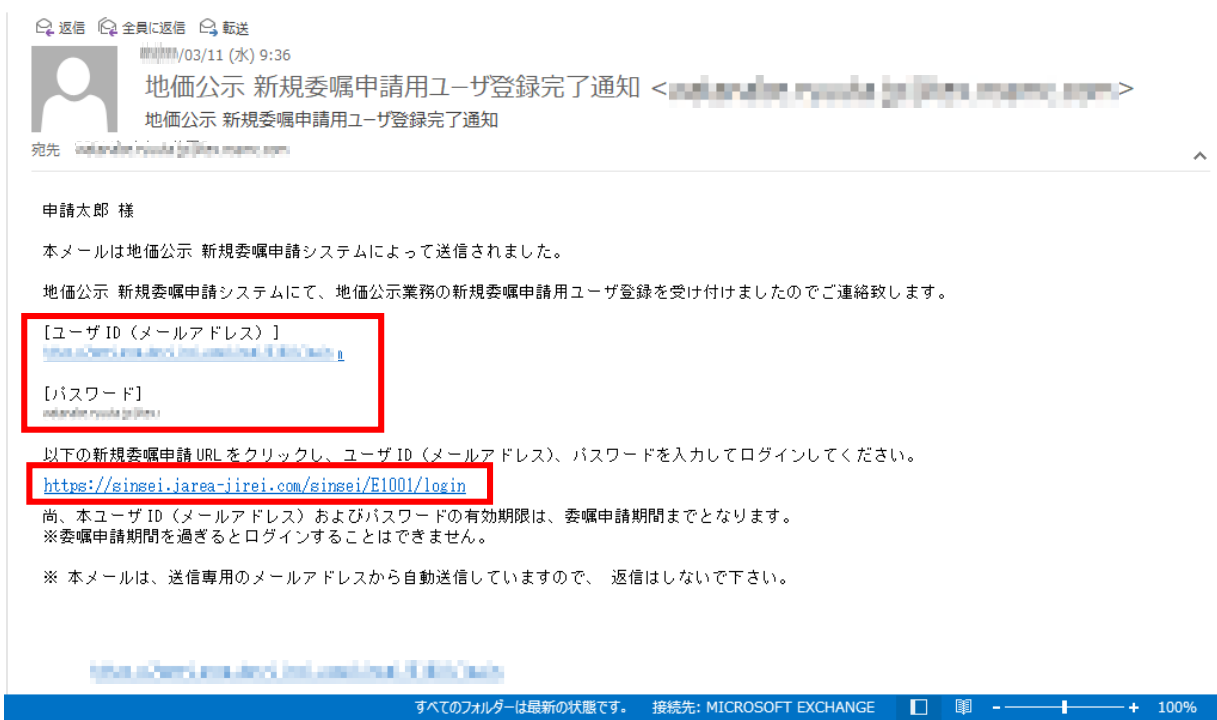 返信 全員に返信 転送
/03/11 (水) 9:36
地価公示 新規委嘱申請用ユーザ登録完了通知 < >
地価公示 新規委嘱申請用ユーザ登録完了通知
宛先
申請太郎 様
本メールは地価公示 新規委嘱申請システムによって送信されました。
地価公示 新規委嘱申請システムにて、地価公示業務の新規委嘱申請用ユーザ登録を受け付けましたのでご連絡致します。
[ユーザID（メールアドレス）]
[パスワード]
以下の新規委嘱申請URLをクリックし、ユーザID（メールアドレス）、パスワードを入力してログインしてください。
https://sinsei.jarea-jirei.com/sinsei/E1001/login
尚、本ユーザID（メールアドレス）およびパスワードの有効期限は、委嘱申請期間までとなります。
※委嘱申請期間を過ぎるとログインすることはできません。
※ 本メールは、送信専用のメールアドレスから自動送信していますので、 返信はしないで下さい。
すべてのフォルダーは最新の状態です。 接続先: MICROSOFT EXCHANGE - + 100%